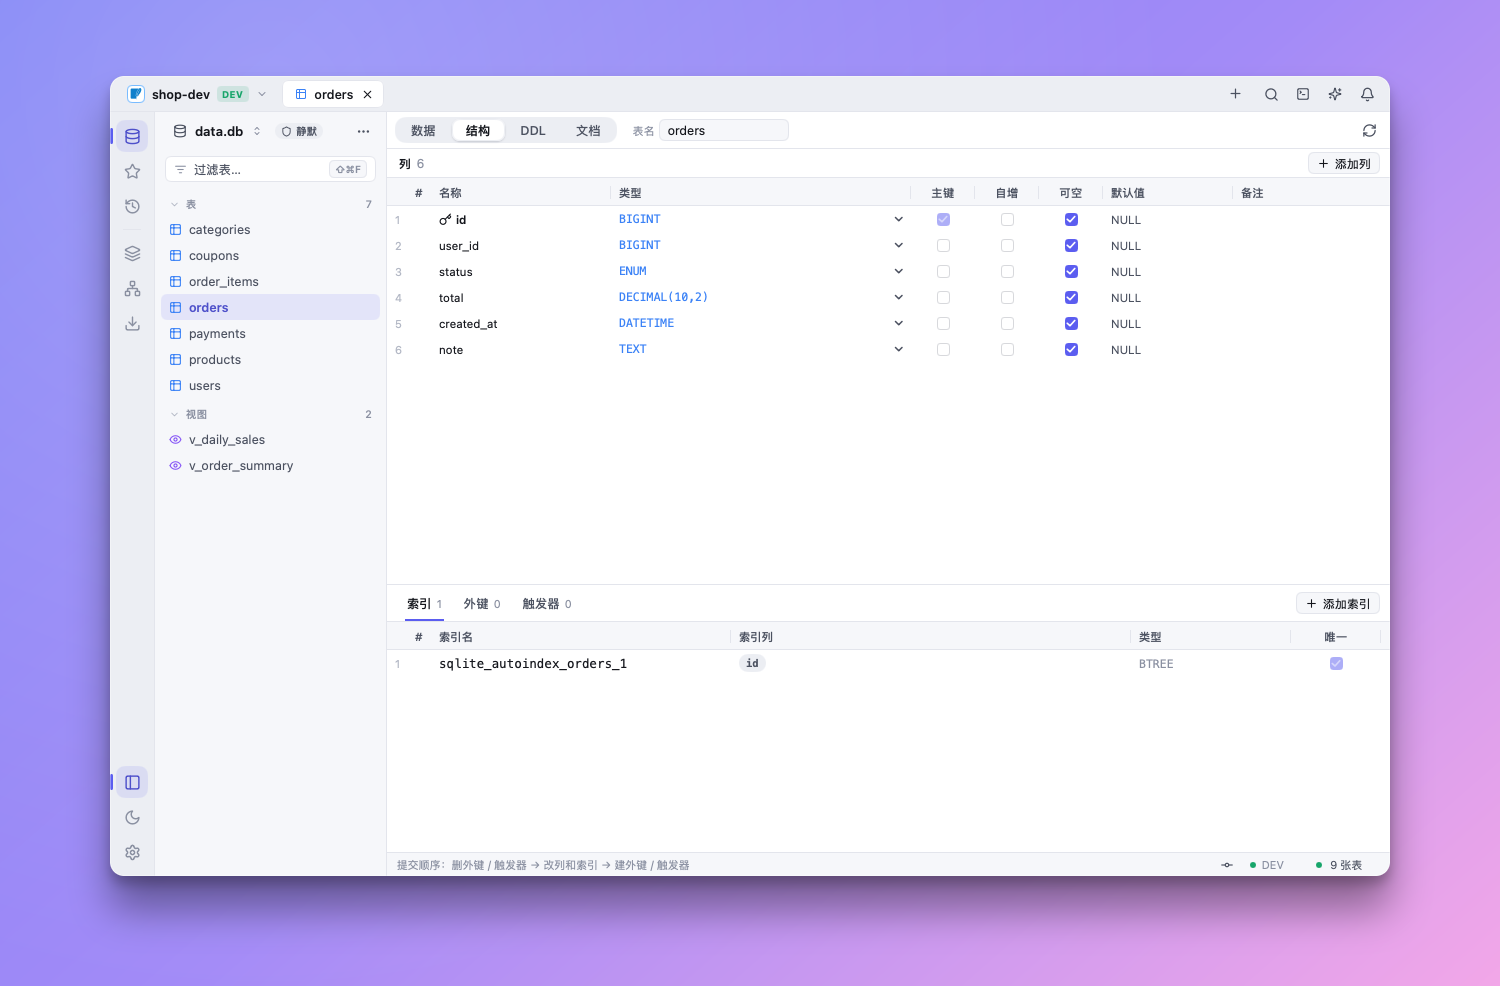 shop-dev DEV
orders
data.db 静默
过滤表... ⇧⌘F
表 7
categories
coupons
order_items
orders
payments
products
users
视图 2
v_daily_sales
v_order_summary
数据 结构 DDL 文档 表名 orders
列 6 添加列
# 名称 类型 主键 自增 可空 默认值 备注
1 id BIGINT NULL
2 user_id BIGINT NULL
3 status ENUM NULL
4 total DECIMAL(10,2) NULL
5 created_at DATETIME NULL
6 note TEXT NULL
索引 1 外键 0 触发器 0 添加索引
# 索引名 索引列 类型 唯一
1 sqlite_autoindex_orders_1 id BTREE
提交顺序：删外键 / 触发器 → 改列和索引 → 建外键 / 触发器
DEV 9 张表